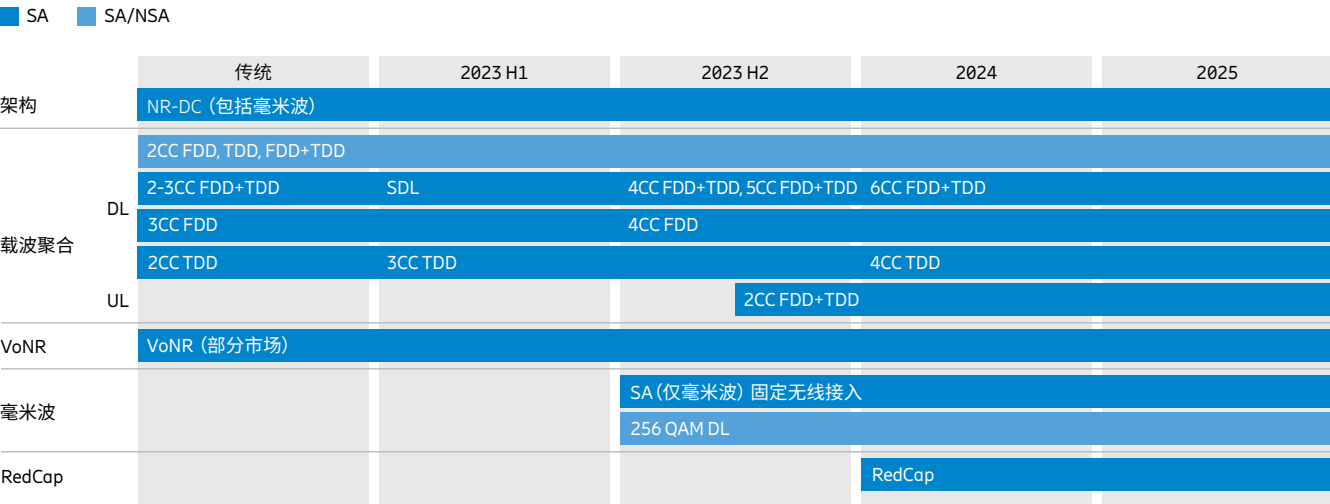 SA SA/NSA
传统 2023 H1 2023 H2 2024 2025
架构 NR-DC（包括毫米波）
2CC FDD, TDD, FDD+TDD
2-3CC FDD+TDD SDL 4CC FDD+TDD, 5CC FDD+TDD 6CC FDD+TDD
DL
3CC FDD 4CC FDD
载波聚合
2CC TDD 3CC TDD 4CC TDD
UL 2CC FDD+TDD
VoNR VoNR（部分市场）
SA（仅毫米波）固定无线接入
毫米波
256 QAM DL
RedCap RedCap